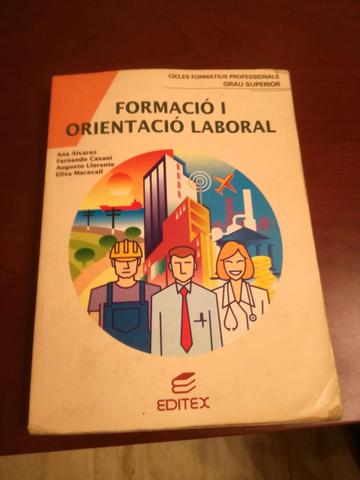 CICLES FORMATIUS PROFESSIONALS
GRAU SUPERIOR
FORMACIÓ I
ORIENTACIÓ LABORAL
Ana Álvarez
Fernando Casani
Augusto Llorente
Elisa Maravall
EDITEX